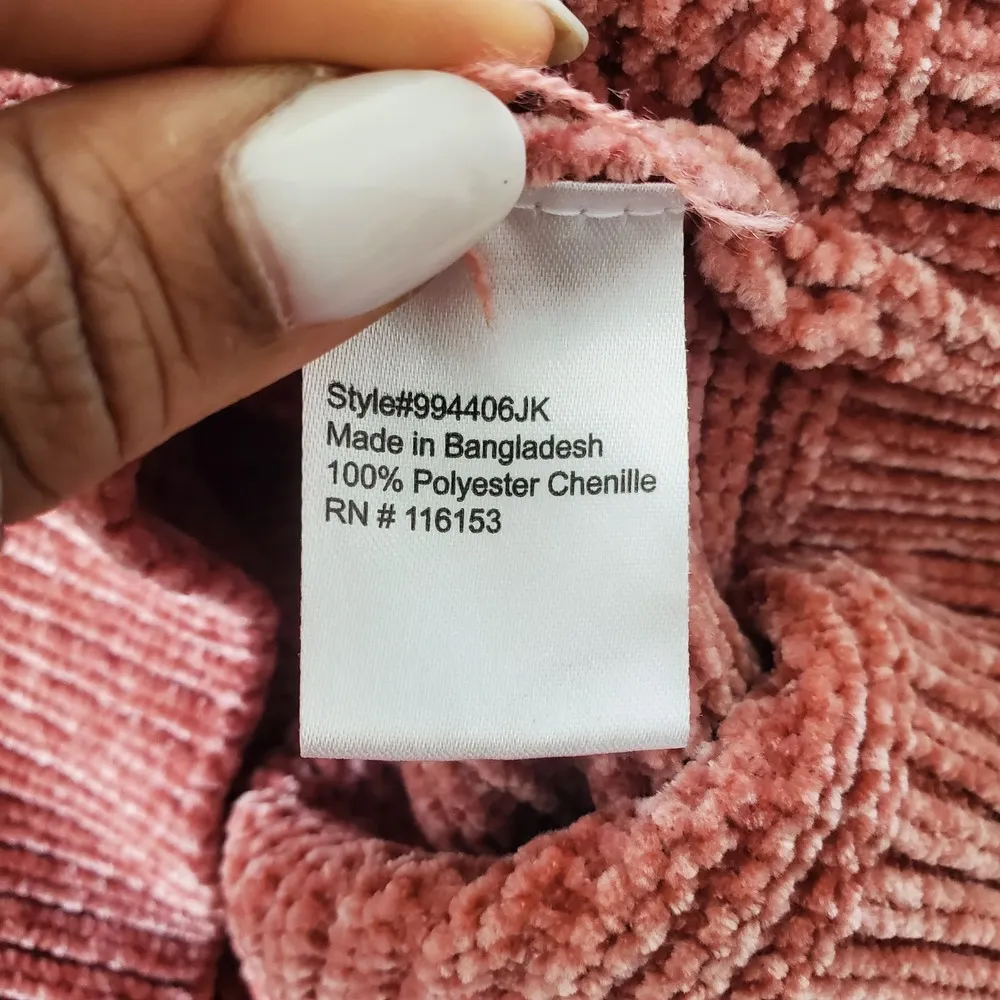 Style#994406JK
Made in Bangladesh
100% Polyester Chenille
RN # 116153